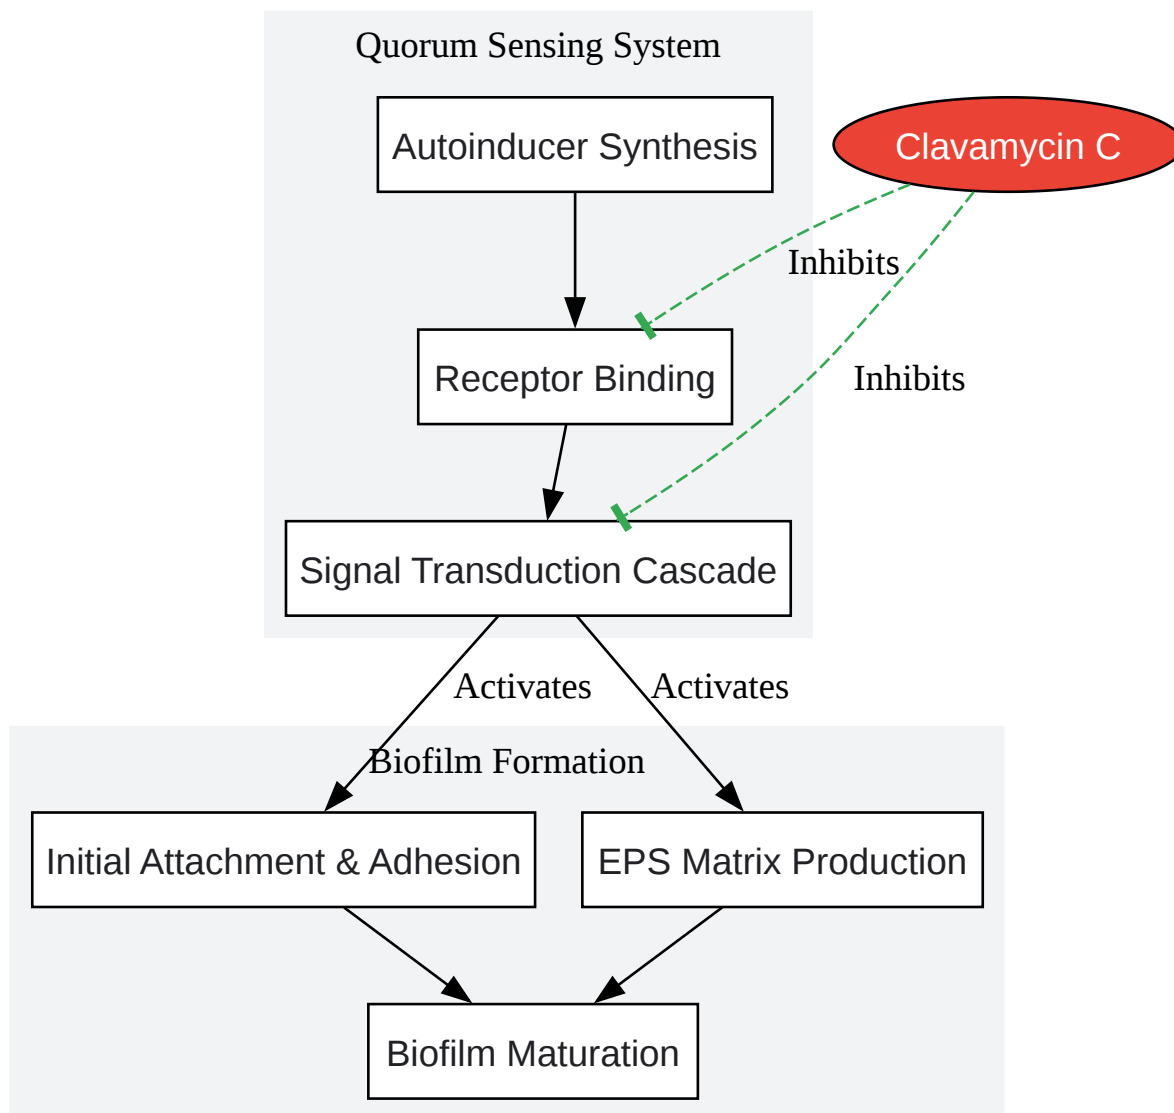 Quorum Sensing System
Autoinducer Synthesis
Clavamycin C
Inhibits
Receptor Binding
Inhibits
Signal Transduction Cascade
Activates
Activates
Biofilm Formation
Initial Attachment & Adhesion
EPS Matrix Production
Biofilm Maturation